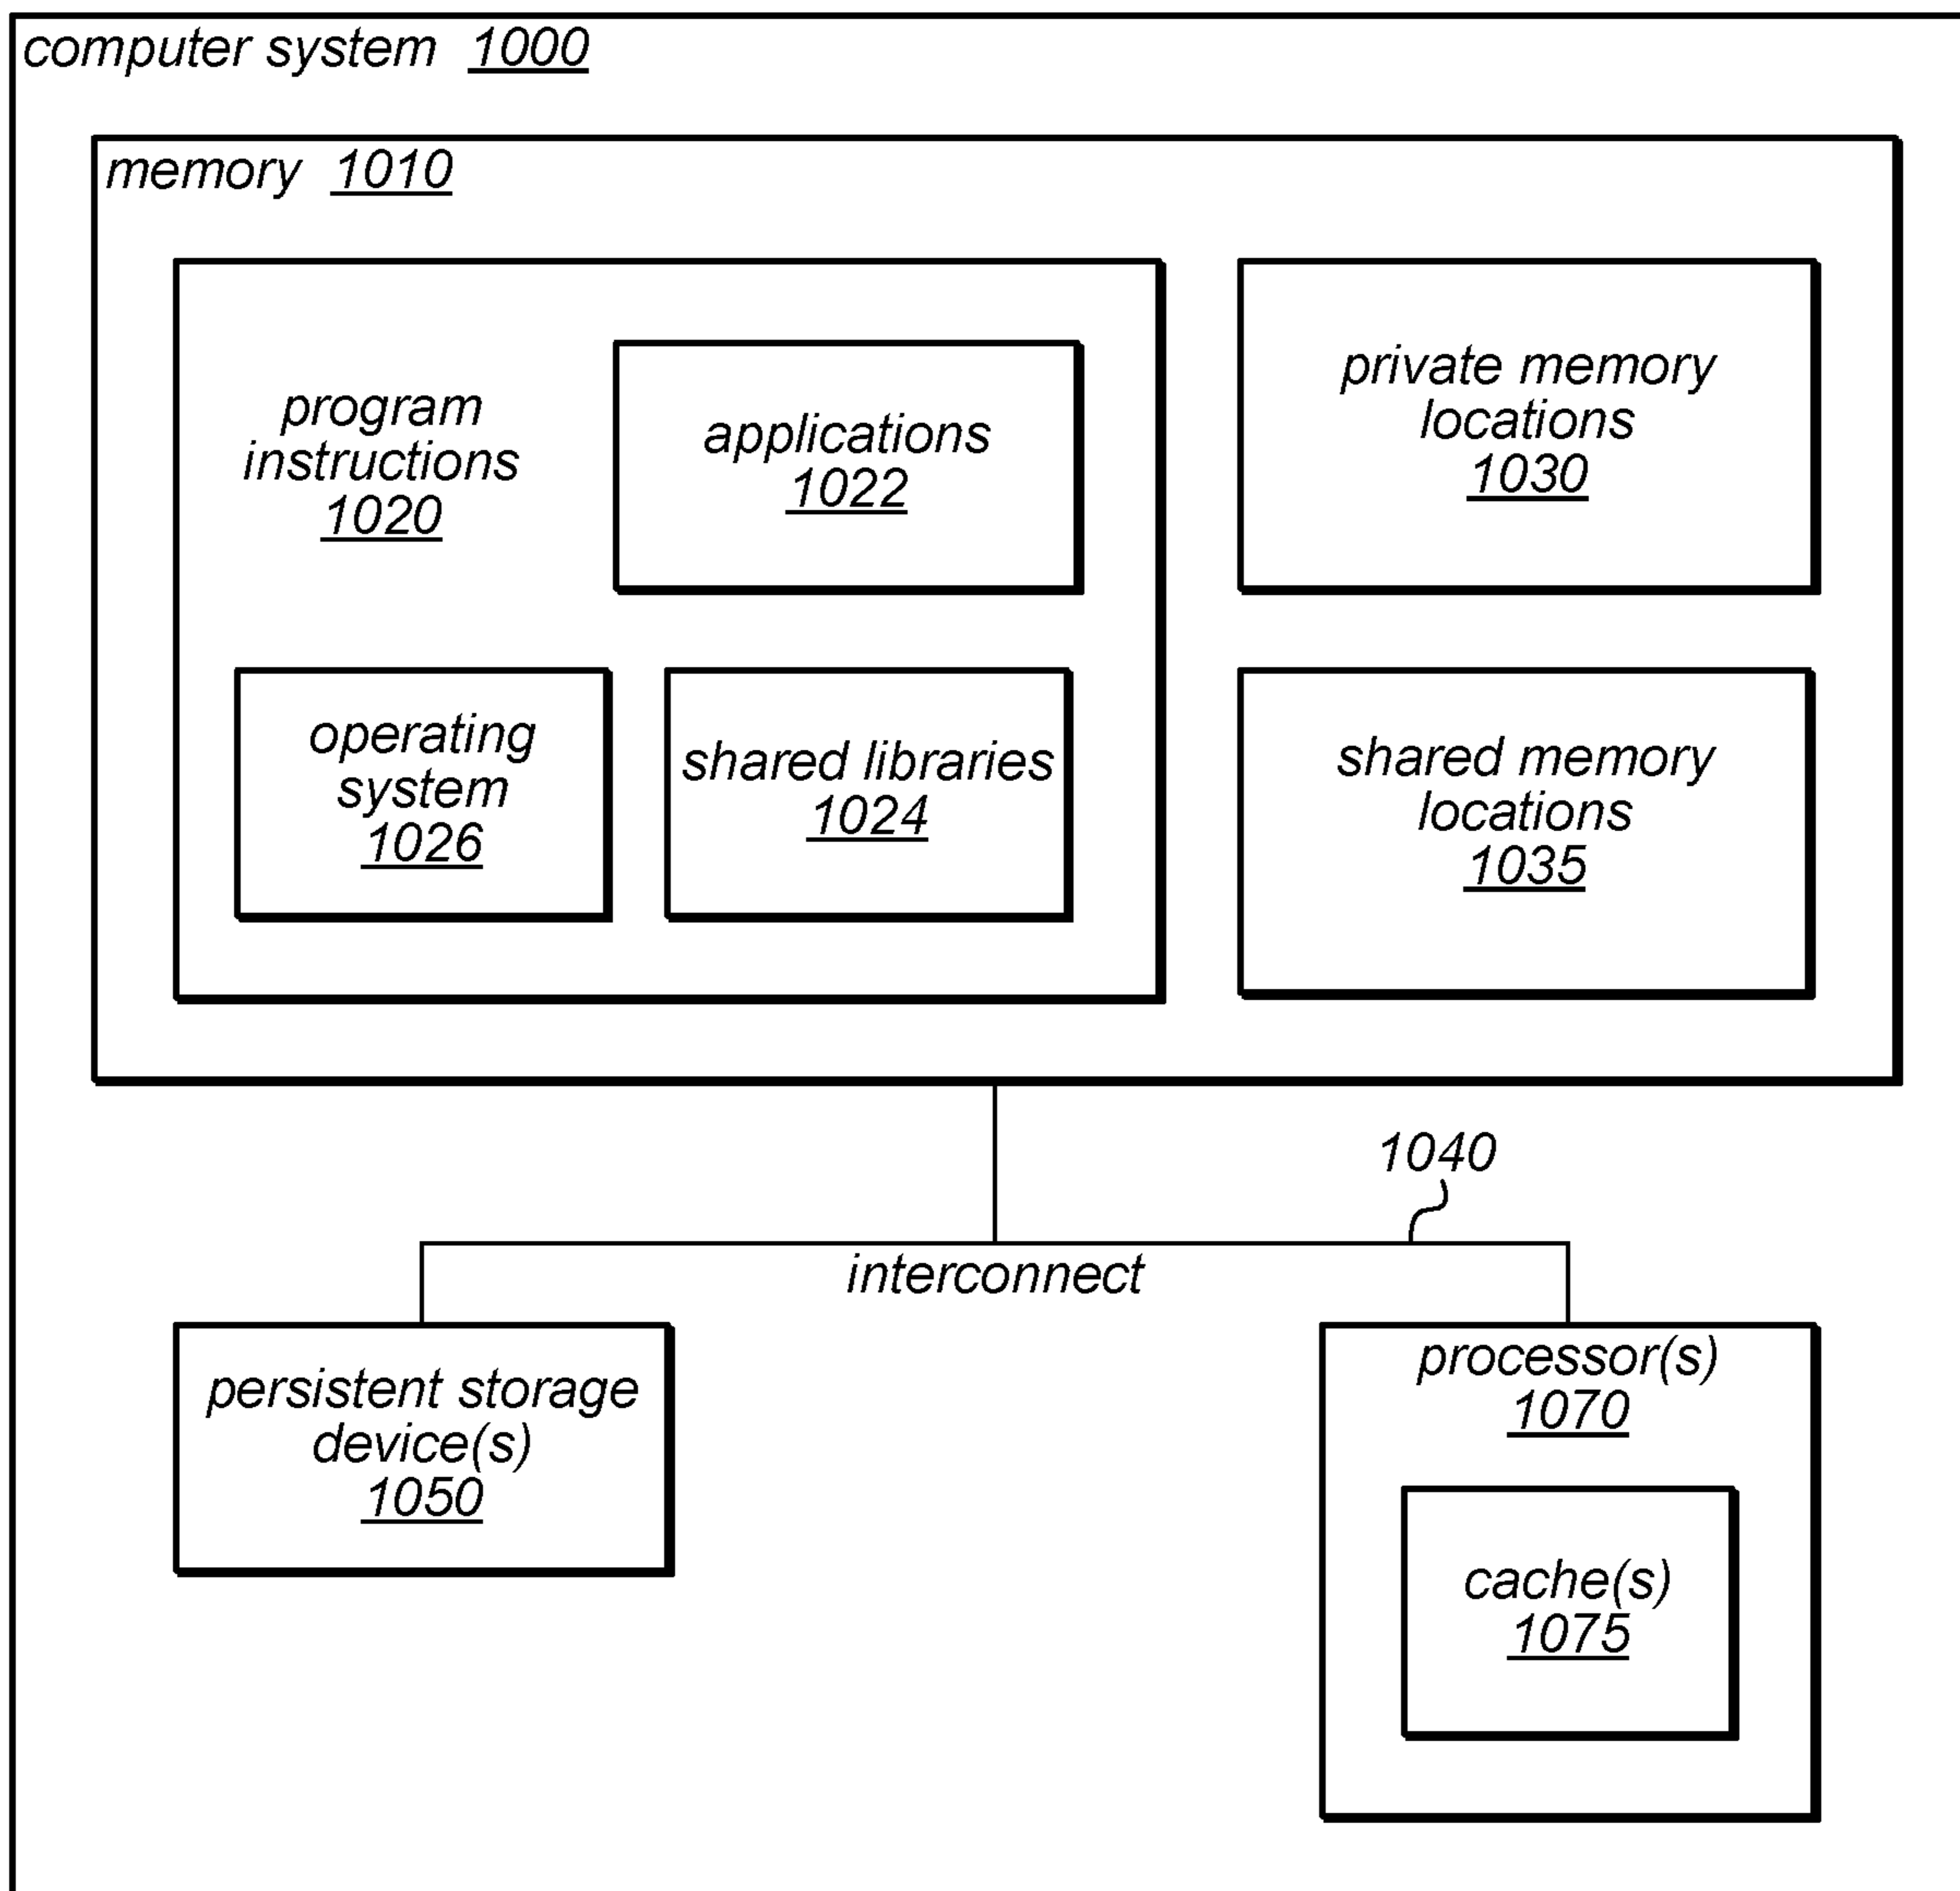 computer system 1000
memory 1010
program
instructions
1020
applications
1022
operating
system
1026
shared libraries
1024
private memory
locations
1030
shared memory
locations
1035
1040
interconnect
persistent storage
device(s)
1050
processor(s)
1070
cache(s)
1075